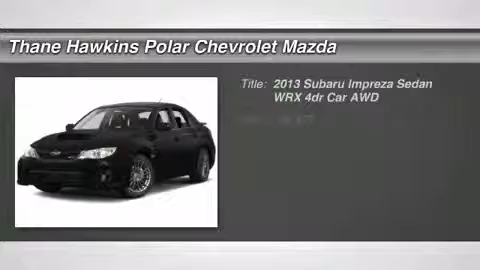 Thane Hawkins Polar Chevrolet Mazda
Title: 2013 Subaru Impreza Sedan
WRX 4dr Car AWD